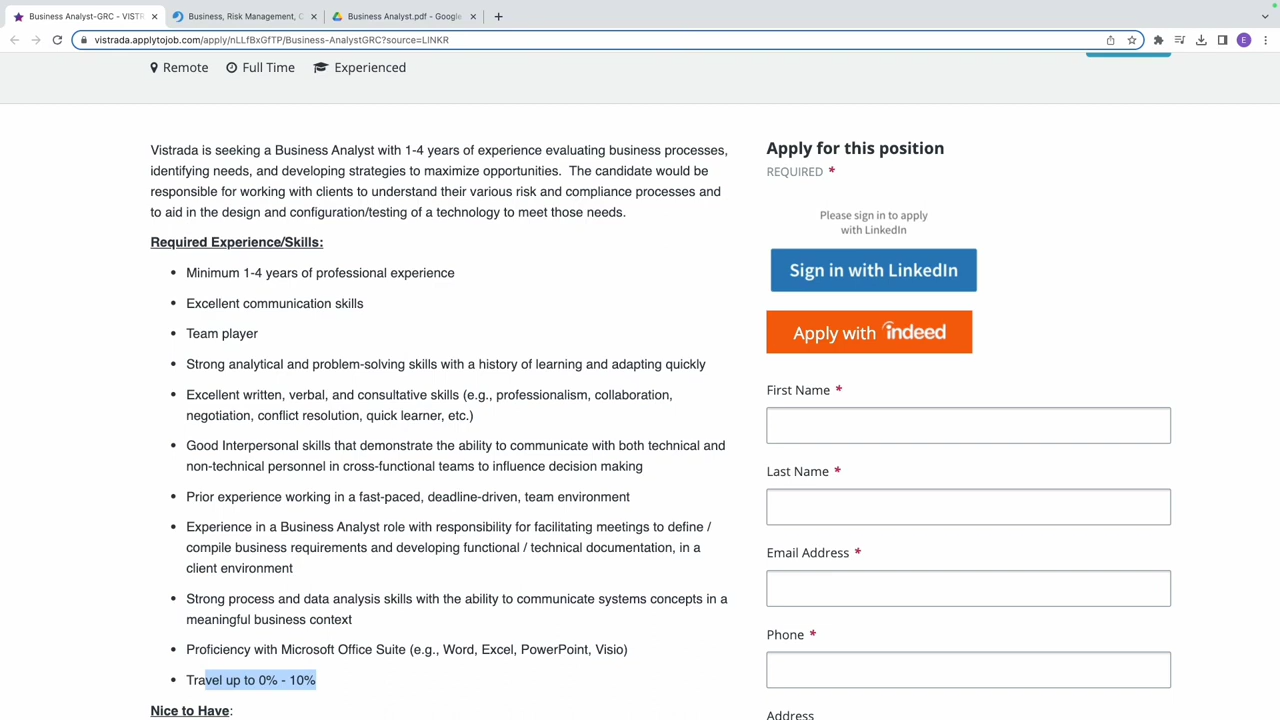 Business Analyst-GRC - VISTR
Business, Risk Management, C
Business Analyst.pdf - Google
vistrada.applytojob.com/apply/nLLfBxGfTP/Business-AnalystGRC?source=LINKR
E
Remote
Full Time
Experienced
Vistrada is seeking a Business Analyst with 1-4 years of experience evaluating business processes,
identifying needs, and developing strategies to maximize opportunities. The candidate would be
responsible for working with clients to understand their various risk and compliance processes and
to aid in the design and configuration/testing of a technology to meet those needs.
Required Experience/Skills:
• Minimum 1-4 years of professional experience
• Excellent communication skills
• Team player
• Strong analytical and problem-solving skills with a history of learning and adapting quickly
• Excellent written, verbal, and consultative skills (e.g., professionalism, collaboration,
negotiation, conflict resolution, quick learner, etc.)
• Good Interpersonal skills that demonstrate the ability to communicate with both technical and
non-technical personnel in cross-functional teams to influence decision making
• Prior experience working in a fast-paced, deadline-driven, team environment
• Experience in a Business Analyst role with responsibility for facilitating meetings to define /
compile business requirements and developing functional / technical documentation, in a
client environment
• Strong process and data analysis skills with the ability to communicate systems concepts in a
meaningful business context
• Proficiency with Microsoft Office Suite (e.g., Word, Excel, PowerPoint, Visio)
• Travel up to 0% - 10%
Nice to Have:
Apply for this position
REQUIRED *
Please sign in to apply
with LinkedIn
Sign in with LinkedIn
Apply with indeed
First Name *
Last Name *
Email Address *
Phone *
Address